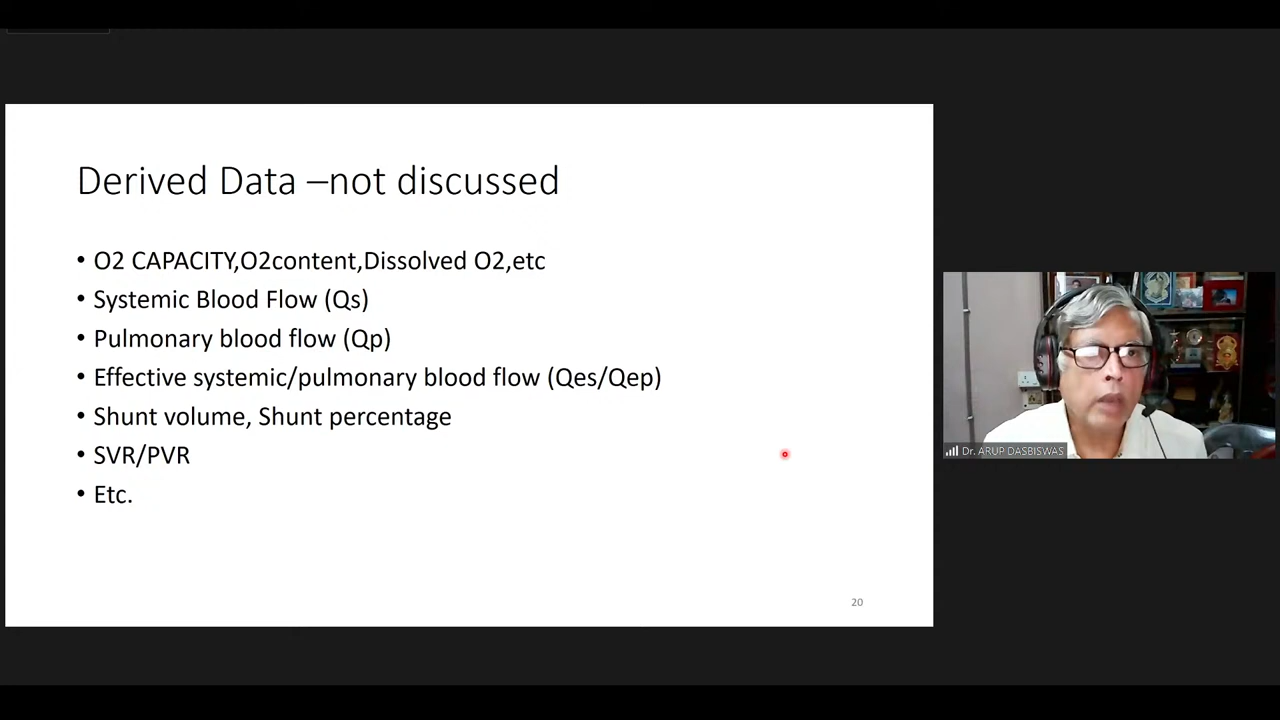 Derived Data –not discussed
• O2 CAPACITY,O2content,Dissolved O2,etc
• Systemic Blood Flow (Qs)
• Pulmonary blood flow (Qp)
• Effective systemic/pulmonary blood flow (Qes/Qep)
• Shunt volume, Shunt percentage
• SVR/PVR
• Etc.
20
Dr. ARUP DASBISWAS